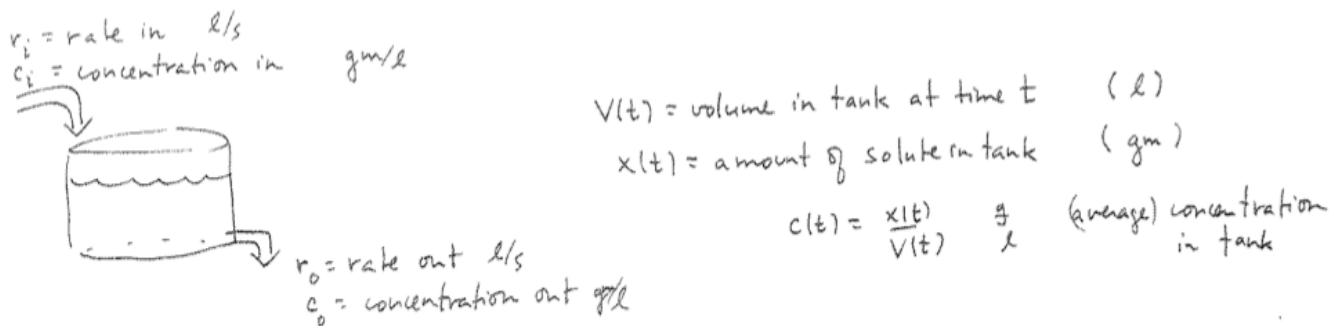 rᵢ = rate in l/s
cᵢ = concentration in gm/l
V(t) = volume in tank at time t (l)
x(t) = amount of solute in tank (gm)
c(t) = x(t)/V(t) g/l (average) concentration
in tank
r₀ = rate out l/s
c₀ = concentration out gm/l